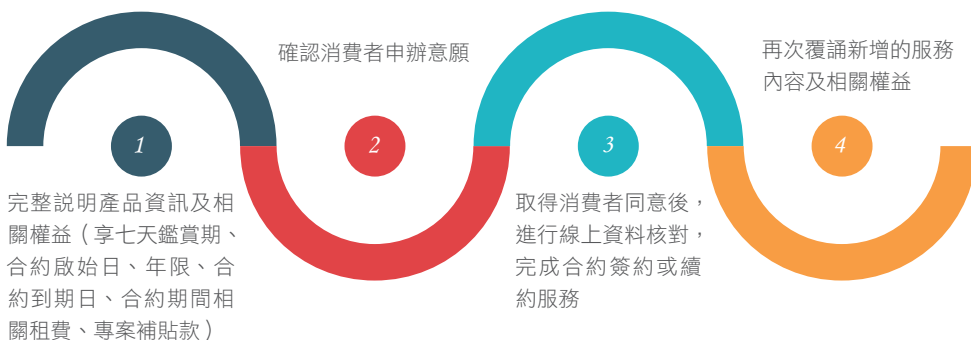 1
完整說明產品資訊及相
關權益（享七天鑑賞期、
合約啟始日、年限、合
約到期日、合約期間相
關租費、專案補貼款）
確認消費者申辦意願
2
3
取得消費者同意後，
進行線上資料核對，
完成合約簽約或續
約服務
再次覆誦新增的服務
內容及相關權益
4